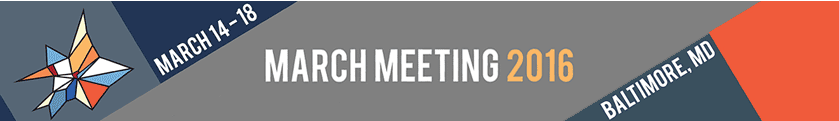 MARCH 14-18
MARCH MEETING 2016
BALTIMORE, MD